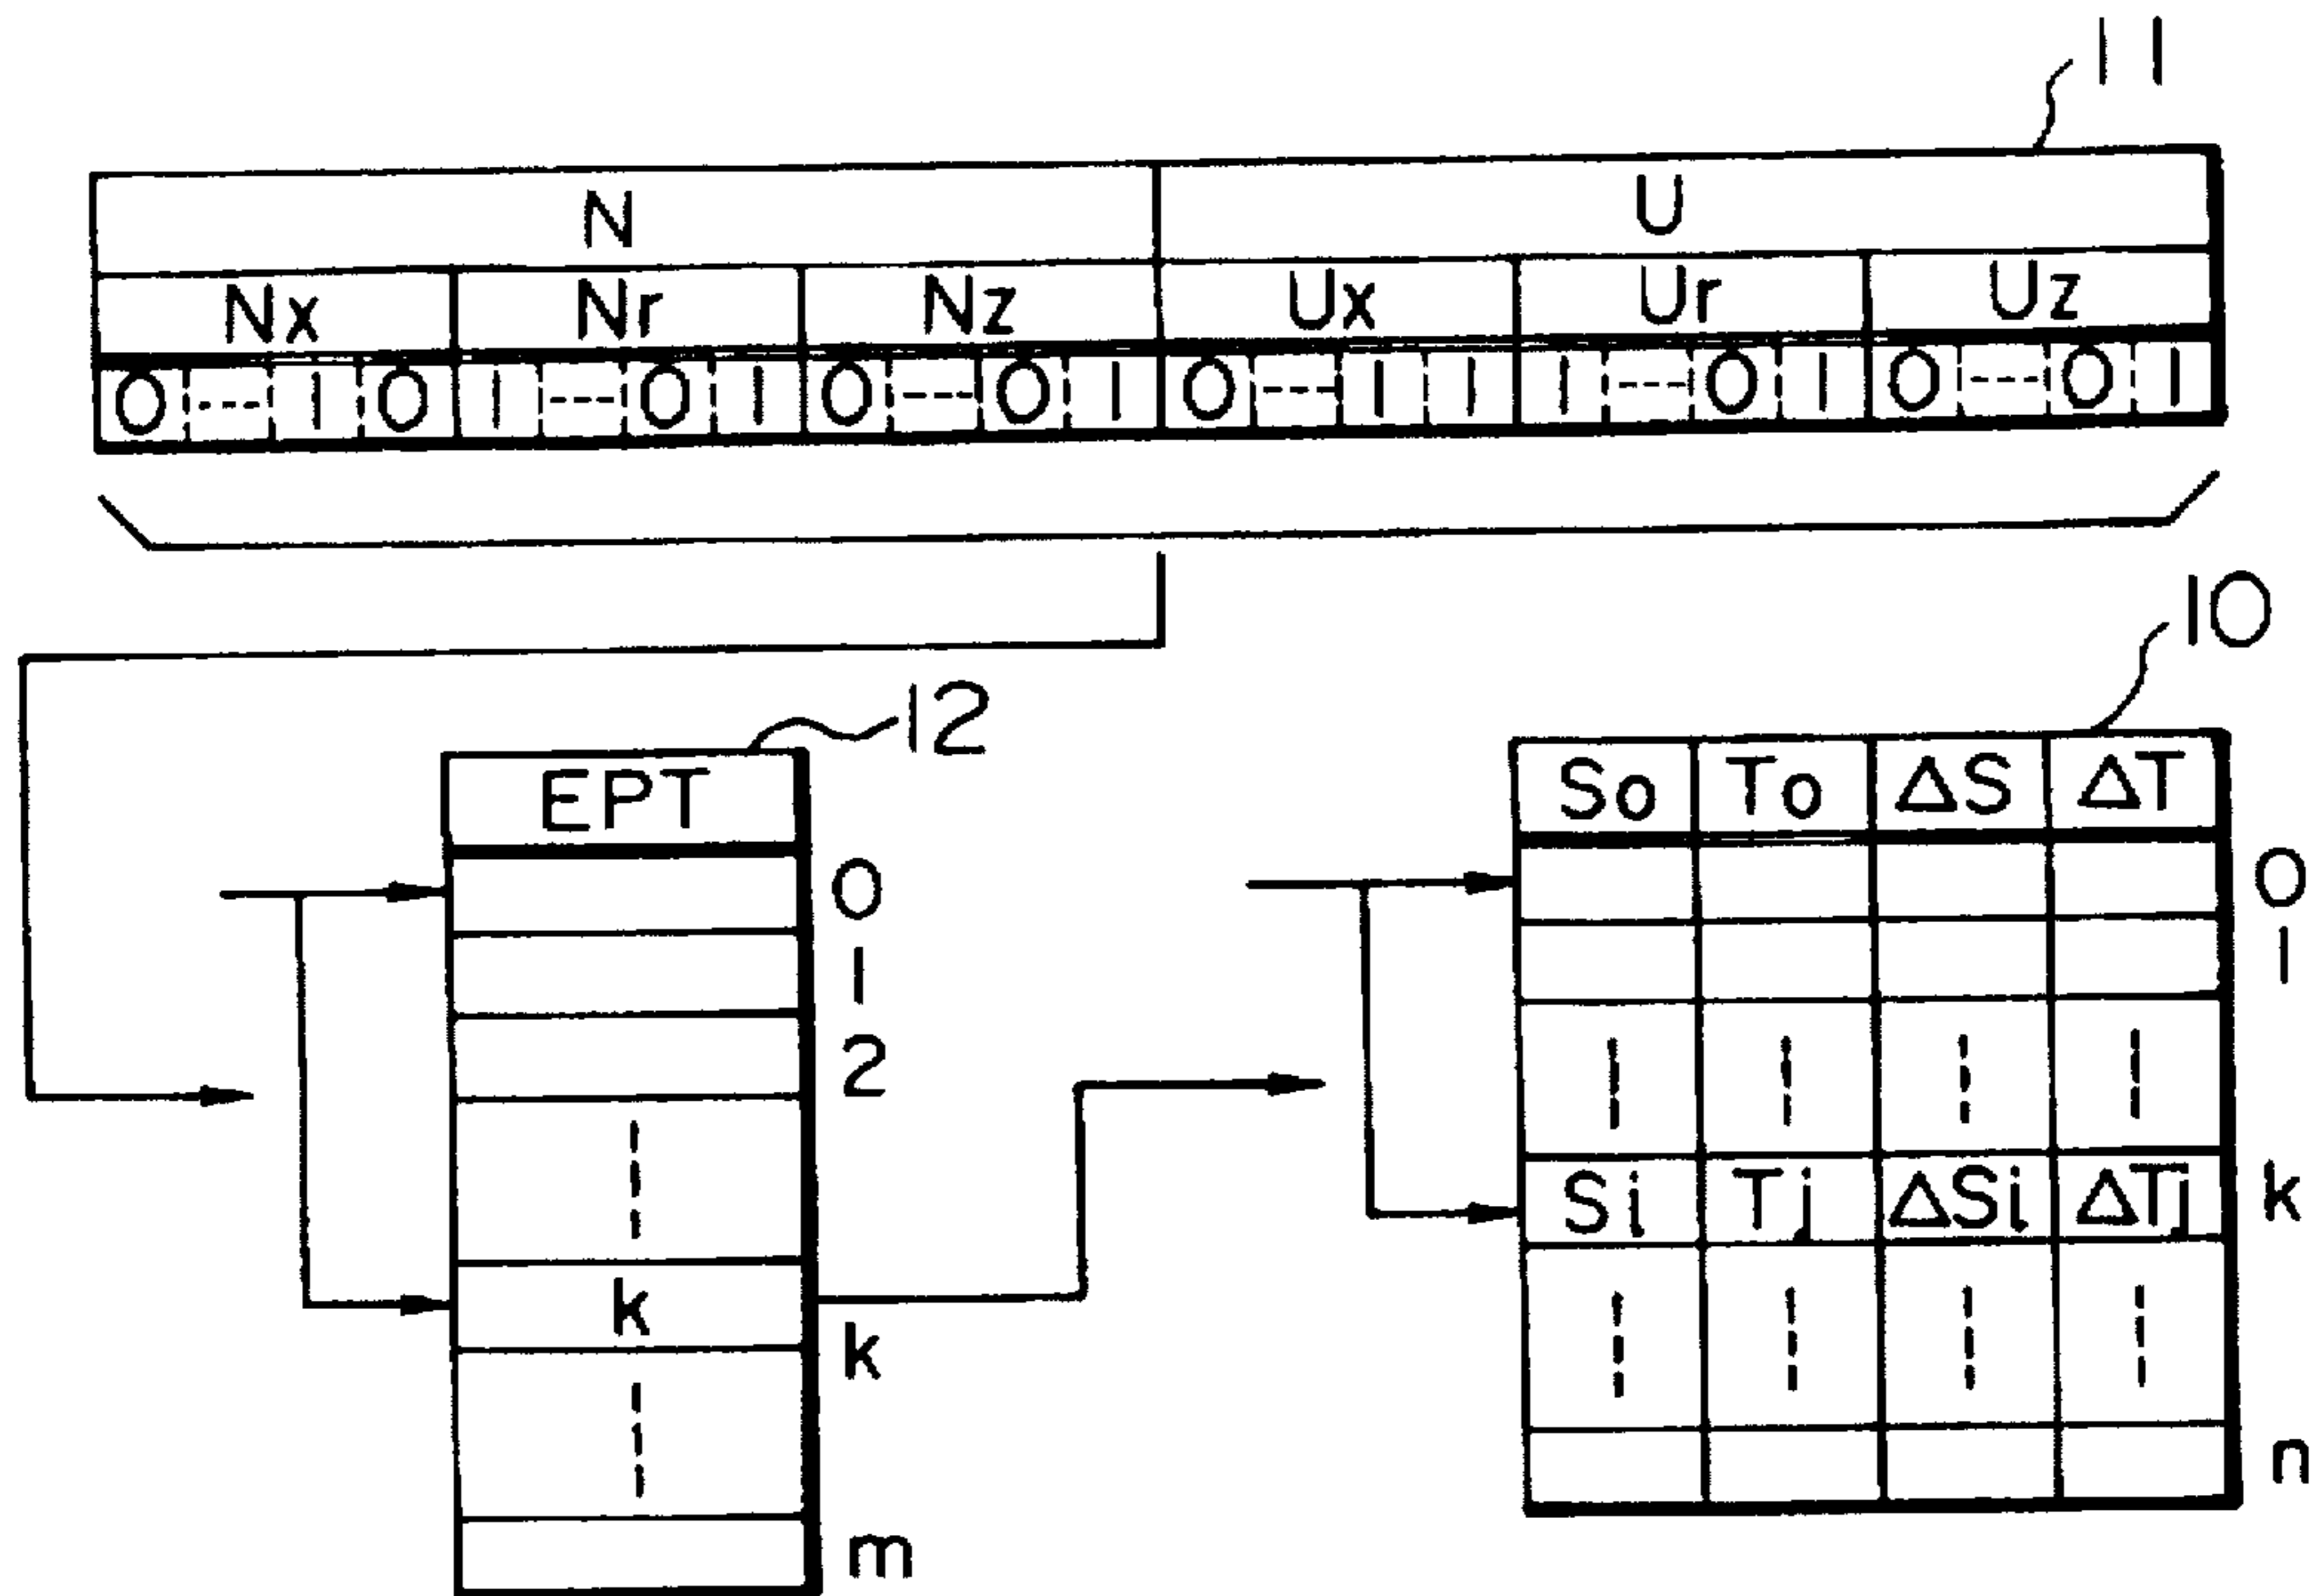 11
N U
Nx Nr Nz Ux Ur Uz
0 --- 1 0 1 --- 0 1 0 --- 0 1 0 --- 1 1 1 --- 0 1 0 --- 0 1
10
12
EPT
So To ΔS ΔT
0
0
1
1
2
Si Tj ΔSi ΔTj k
k
k
n
m